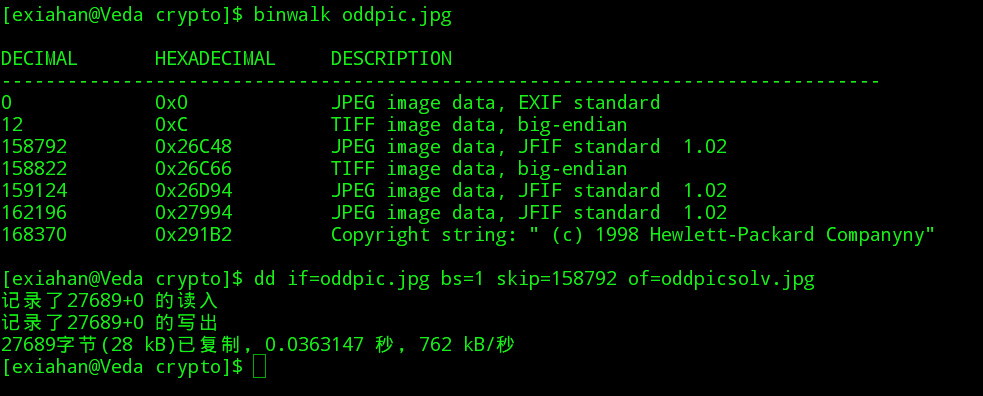 [exiahan@Veda crypto]$ binwalk oddpic.jpg
DECIMAL HEXADECIMAL DESCRIPTION
--------------------------------------------------------------------------------
0 0x0 JPEG image data, EXIF standard
12 0xC TIFF image data, big-endian
158792 0x26C48 JPEG image data, JFIF standard 1.02
158822 0x26C66 TIFF image data, big-endian
159124 0x26D94 JPEG image data, JFIF standard 1.02
162196 0x27994 JPEG image data, JFIF standard 1.02
168370 0x291B2 Copyright string: " (c) 1998 Hewlett-Packard Companyny"
[exiahan@Veda crypto]$ dd if=oddpic.jpg bs=1 skip=158792 of=oddpicsolv.jpg
记录了27689+0 的读入
记录了27689+0 的写出
27689字节(28 kB)已复制，0.0363147 秒，762 kB/秒
[exiahan@Veda crypto]$